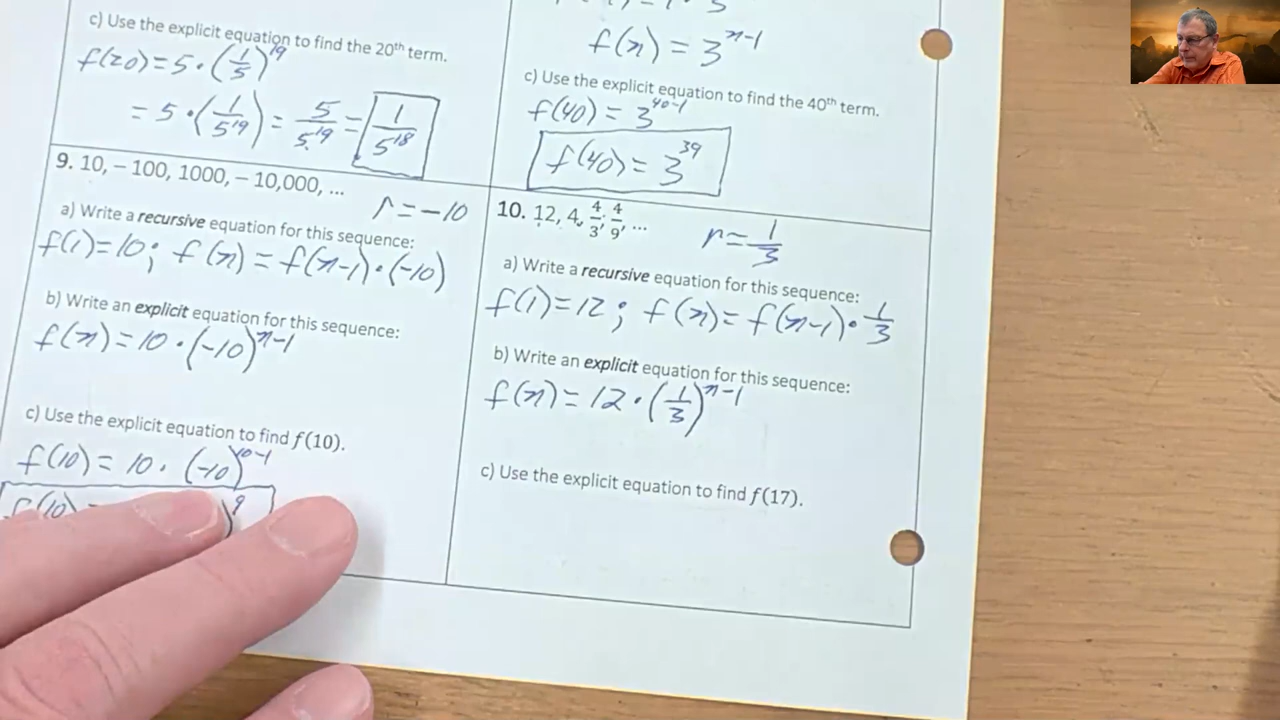 c) Use the explicit equation to find the 20th term.
f(20) = 5 · (1/5)^19
= 5 · (1/5^19) = 5/5^19 = 1/5^18
f(n) = 3^(n-1)
c) Use the explicit equation to find the 40th term.
f(40) = 3^(40-1)
f(40) = 3^39
9. 10, – 100, 1000, – 10,000, ...
r = -10
a) Write a recursive equation for this sequence:
f(1) = 10; f(n) = f(n-1) · (-10)
b) Write an explicit equation for this sequence:
f(n) = 10 · (-10)^(n-1)
c) Use the explicit equation to find f(10).
f(10) = 10 · (-10)^(10-1)
f(10) = )^9
10. 12, 4, 4/3, 4/9, ...
r = 1/3
a) Write a recursive equation for this sequence:
f(1) = 12; f(n) = f(n-1) · 1/3
b) Write an explicit equation for this sequence:
f(n) = 12 · (1/3)^(n-1)
c) Use the explicit equation to find f(17).